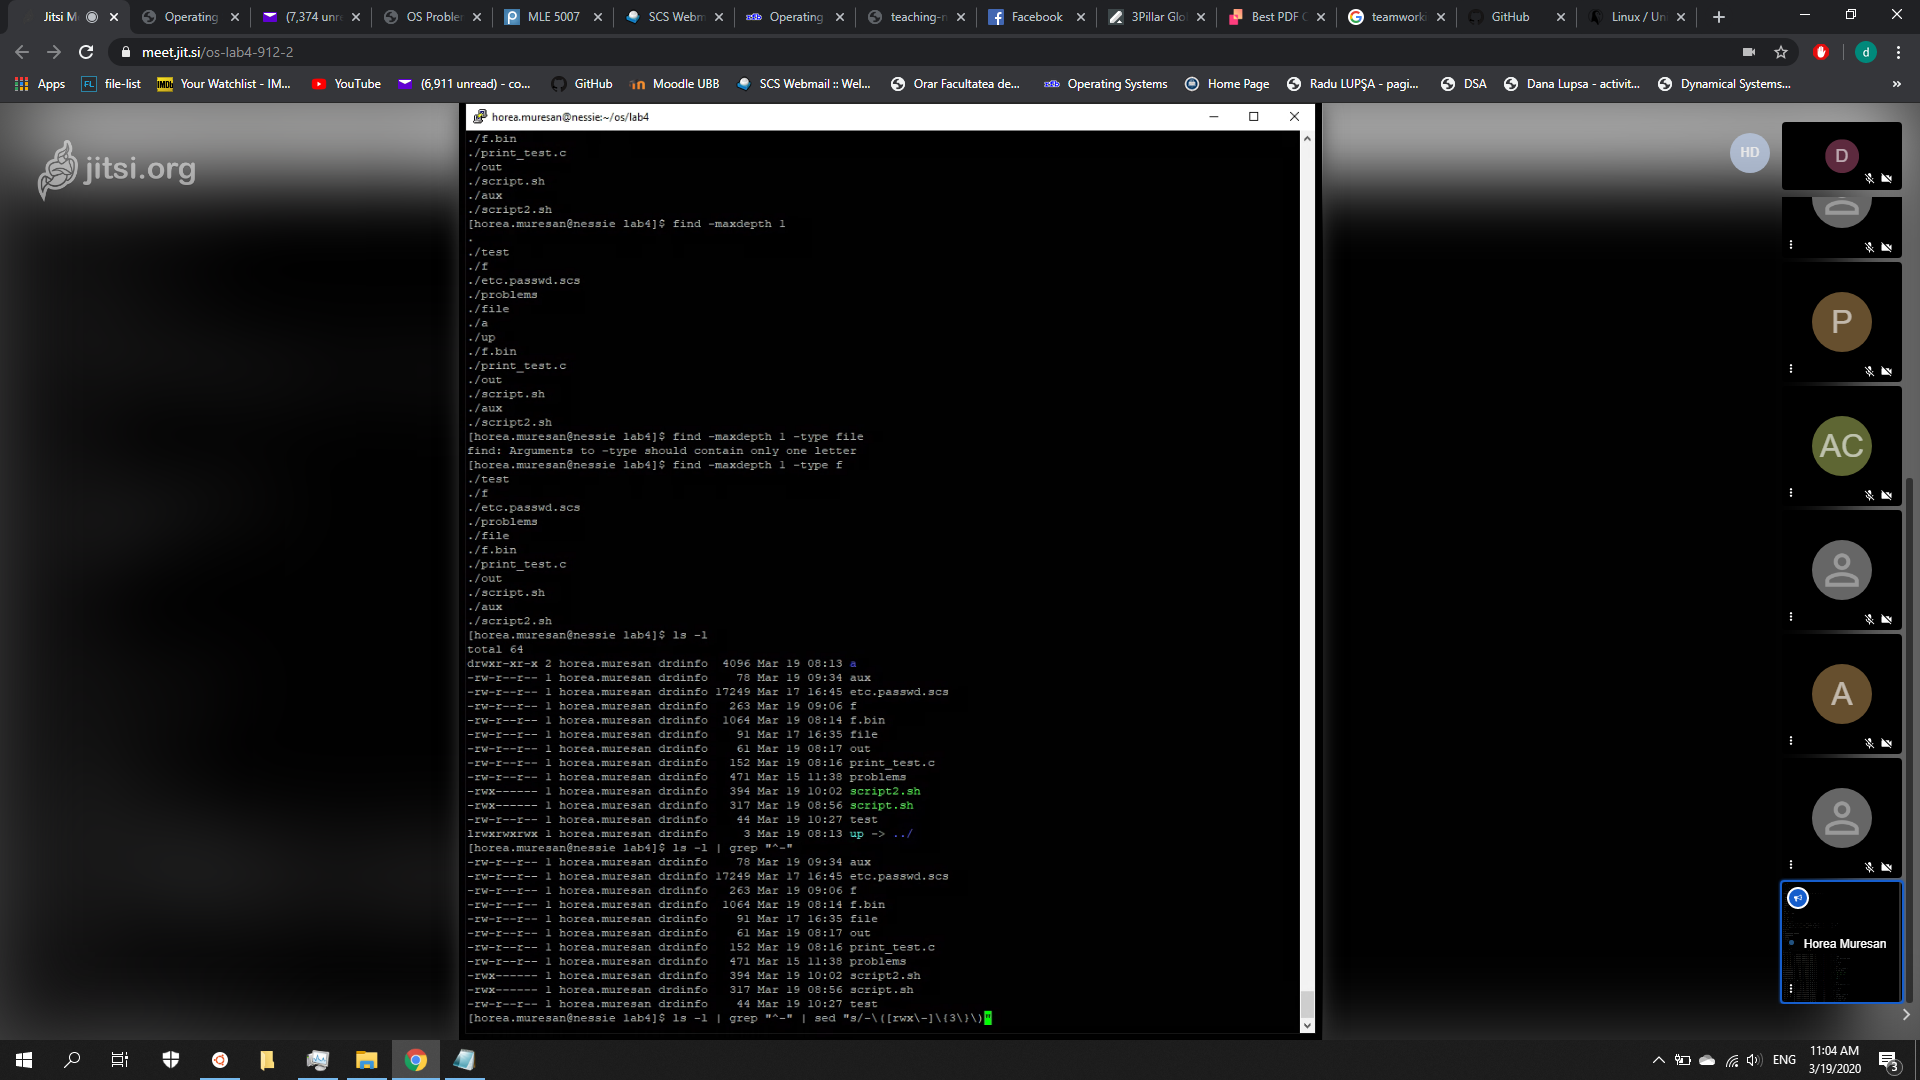 Jitsi M
Operating
(7,374 unr
OS Proble
MLE 5007
SCS Webm
Operating
teaching-r
Facebook
3Pillar Glo
Best PDF C
teamwork
GitHub
Linux / Un
meet.jit.si/os-lab4-912-2
d
Apps
FL file-list
IMDb Your Watchlist - IM...
YouTube
(6,911 unread) - co...
GitHub
Moodle UBB
SCS Webmail :: Wel...
Orar Facultatea de...
Operating Systems
Home Page
Radu LUPȘA - pagi...
DSA
Dana Lupsa - activit...
Dynamical Systems...
»
jitsi.org
horea.muresan@nessie:~/os/lab4
./f.bin
./print_test.c
./out
./script.sh
./aux
./script2.sh
[horea.muresan@nessie lab4]$ find -maxdepth 1
.
./test
./f
./etc.passwd.scs
./problems
./file
./a
./up
./f.bin
./print_test.c
./out
./script.sh
./aux
./script2.sh
[horea.muresan@nessie lab4]$ find -maxdepth 1 -type file
find: Arguments to -type should contain only one letter
[horea.muresan@nessie lab4]$ find -maxdepth 1 -type f
./test
./f
./etc.passwd.scs
./problems
./file
./f.bin
./print_test.c
./out
./script.sh
./aux
./script2.sh
[horea.muresan@nessie lab4]$ ls -l
total 64
drwxr-xr-x 2 horea.muresan drdinfo  4096 Mar 19 08:13 a
-rw-r--r-- 1 horea.muresan drdinfo    78 Mar 19 09:34 aux
-rw-r--r-- 1 horea.muresan drdinfo 17249 Mar 17 16:45 etc.passwd.scs
-rw-r--r-- 1 horea.muresan drdinfo   263 Mar 19 09:06 f
-rw-r--r-- 1 horea.muresan drdinfo  1064 Mar 19 08:14 f.bin
-rw-r--r-- 1 horea.muresan drdinfo    91 Mar 17 16:35 file
-rw-r--r-- 1 horea.muresan drdinfo    61 Mar 19 08:17 out
-rw-r--r-- 1 horea.muresan drdinfo   152 Mar 19 08:16 print_test.c
-rw-r--r-- 1 horea.muresan drdinfo   471 Mar 15 11:38 problems
-rwx------ 1 horea.muresan drdinfo   394 Mar 19 10:02 script2.sh
-rwx------ 1 horea.muresan drdinfo   317 Mar 19 08:56 script.sh
-rw-r--r-- 1 horea.muresan drdinfo    44 Mar 19 10:27 test
lrwxrwxrwx 1 horea.muresan drdinfo     3 Mar 19 08:13 up -> ../
[horea.muresan@nessie lab4]$ ls -l | grep "^-"
-rw-r--r-- 1 horea.muresan drdinfo    78 Mar 19 09:34 aux
-rw-r--r-- 1 horea.muresan drdinfo 17249 Mar 17 16:45 etc.passwd.scs
-rw-r--r-- 1 horea.muresan drdinfo   263 Mar 19 09:06 f
-rw-r--r-- 1 horea.muresan drdinfo  1064 Mar 19 08:14 f.bin
-rw-r--r-- 1 horea.muresan drdinfo    91 Mar 17 16:35 file
-rw-r--r-- 1 horea.muresan drdinfo    61 Mar 19 08:17 out
-rw-r--r-- 1 horea.muresan drdinfo   152 Mar 19 08:16 print_test.c
-rw-r--r-- 1 horea.muresan drdinfo   471 Mar 15 11:38 problems
-rwx------ 1 horea.muresan drdinfo   394 Mar 19 10:02 script2.sh
-rwx------ 1 horea.muresan drdinfo   317 Mar 19 08:56 script.sh
-rw-r--r-- 1 horea.muresan drdinfo    44 Mar 19 10:27 test
[horea.muresan@nessie lab4]$ ls -l | grep "^-" | sed "s/-\([rwx\-]\{3\}\)"
HD
D
P
AC
A
Horea Muresan
ENG
11:04 AM
3/19/2020
3